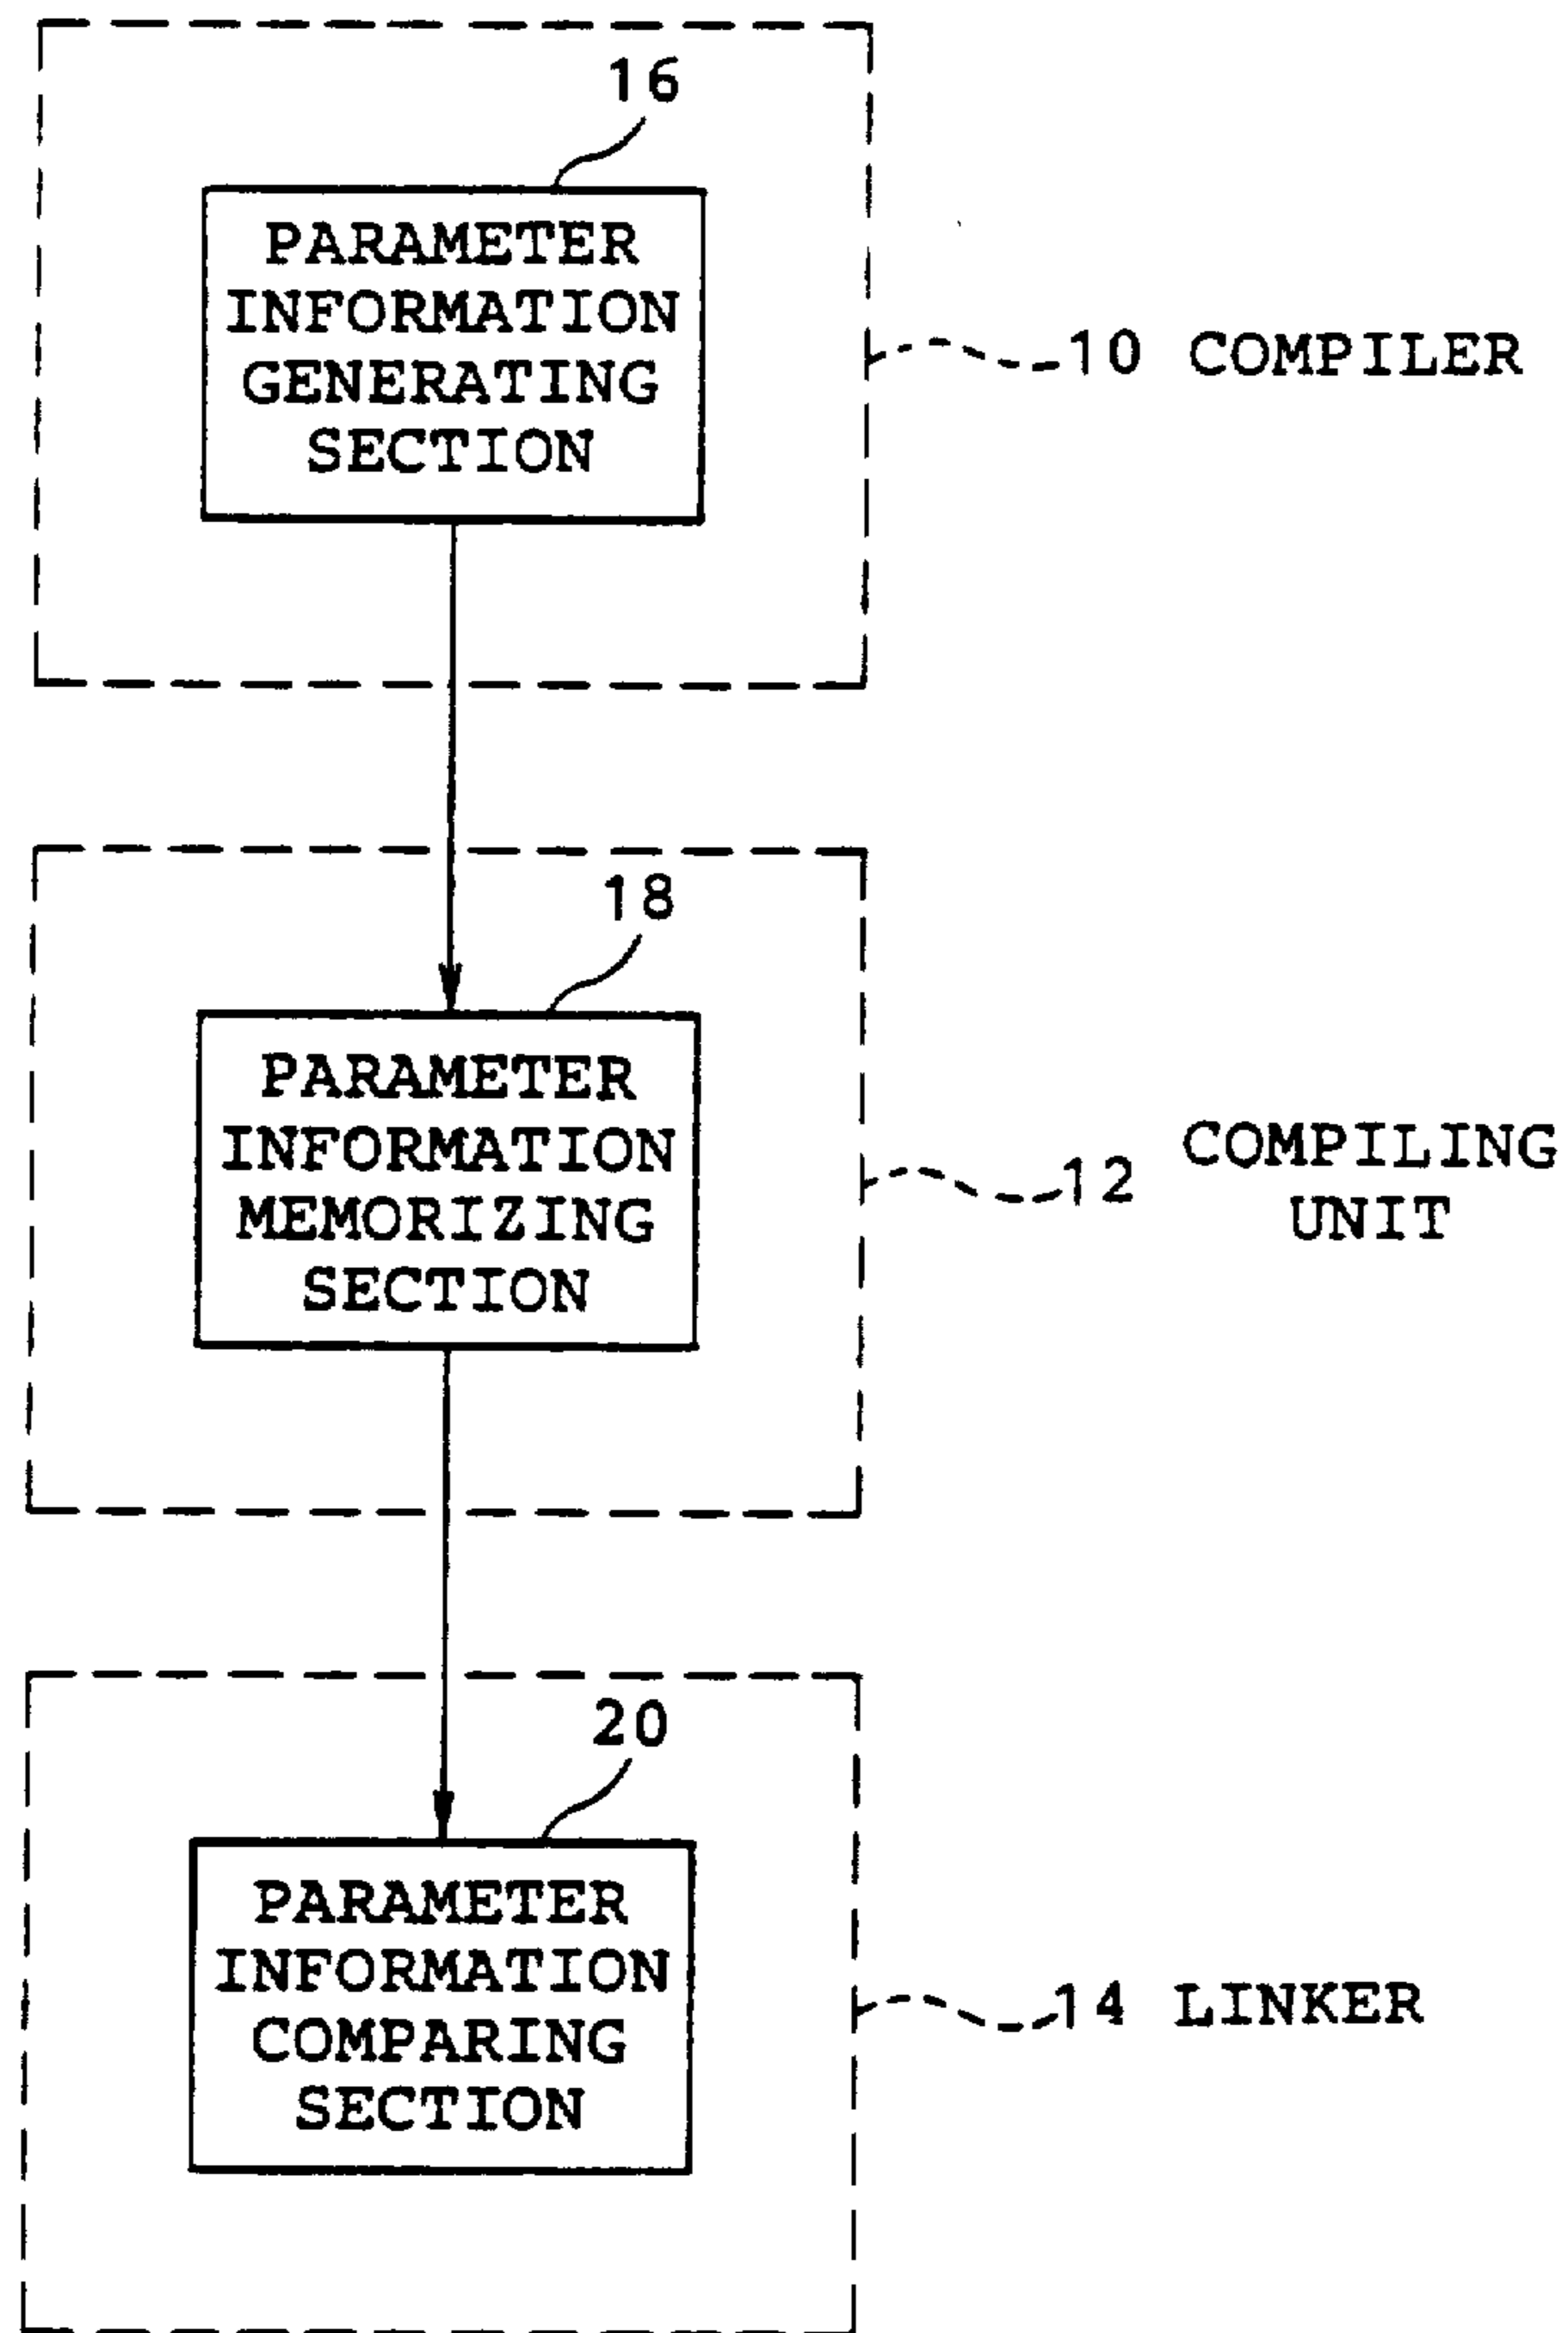 16
PARAMETER
INFORMATION
GENERATING
SECTION
10 COMPILER
18
PARAMETER
INFORMATION
MEMORIZING
SECTION
12 COMPILING
UNIT
20
PARAMETER
INFORMATION
COMPARING
SECTION
14 LINKER